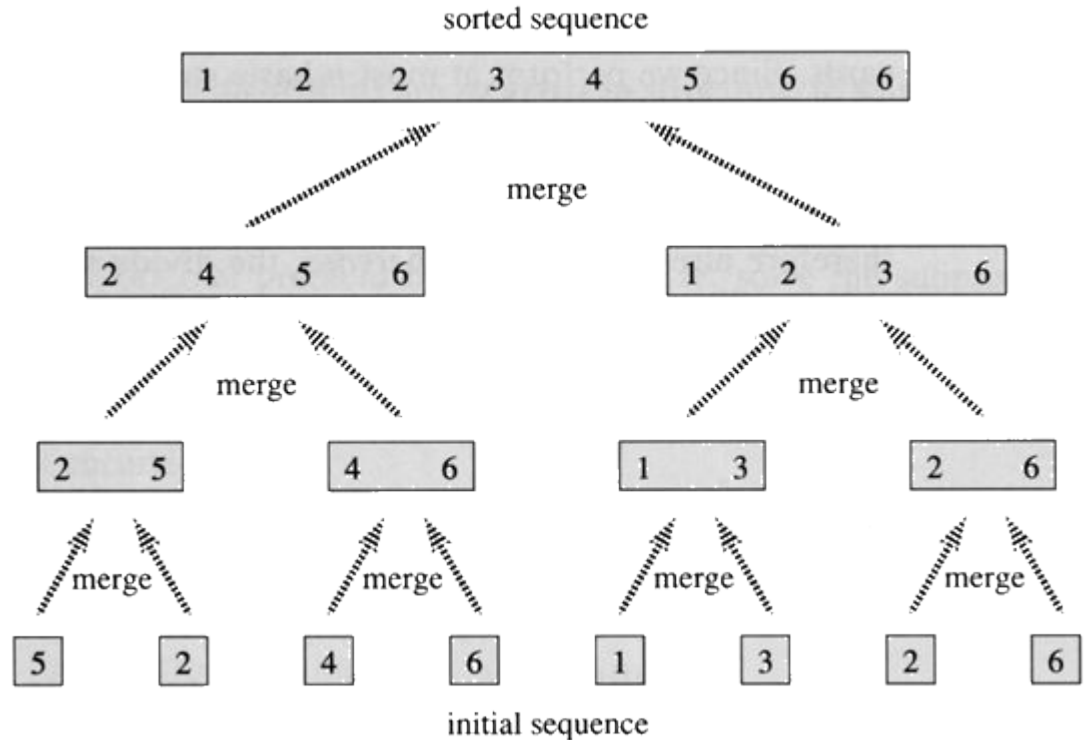 sorted sequence
1 2 2 3 4 5 6 6
merge
2 4 5 6 1 2 3 6
merge merge
2 5 4 6 1 3 2 6
merge merge merge merge
5 2 4 6 1 3 2 6
initial sequence